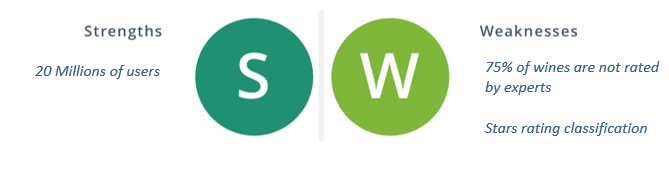 Strengths
20 Millions of users
S
W
Weaknesses
75% of wines are not rated
by experts
Stars rating classification